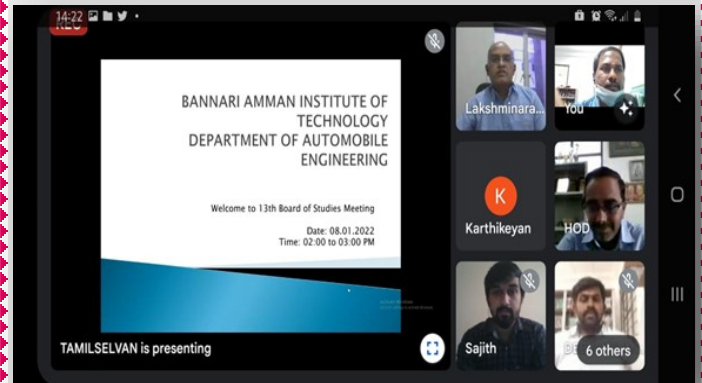 14:22
REC
BANNARI AMMAN INSTITUTE OF
TECHNOLOGY
DEPARTMENT OF AUTOMOBILE
ENGINEERING
Welcome to 13th Board of Studies Meeting
Date: 08.01.2022
Time: 02:00 to 03:00 PM
TAMILSELVAN is presenting
Lakshminara...
You
K
Karthikeyan
HOD
Sajith
6 others